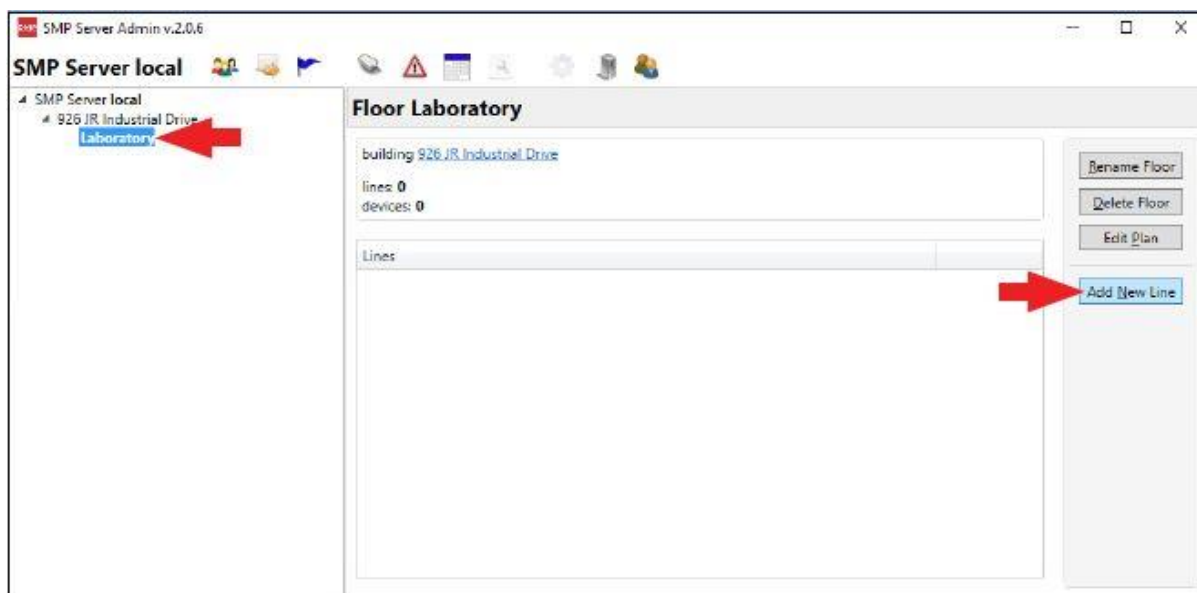 SMP Server Admin v.2.0.6
SMP Server local
SMP Server local
926 JR Industrial Drive
Laboratory
Floor Laboratory
building 926 JR Industrial Drive
lines: 0
devices: 0
Lines
Rename Floor
Delete Floor
Edit Plan
Add New Line